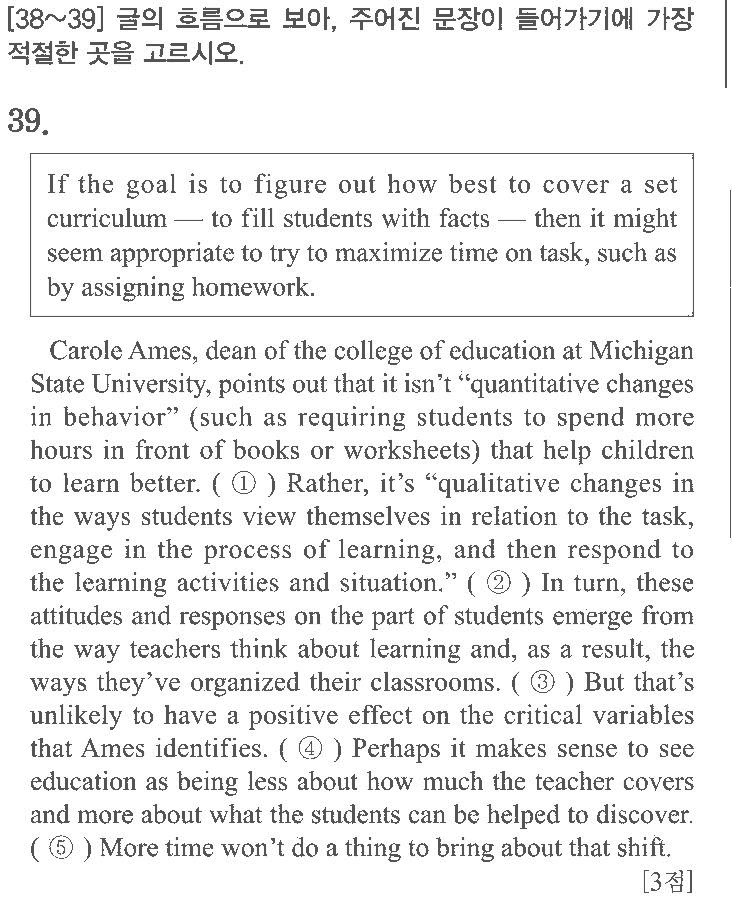 [38～39] 글의 흐름으로 보아, 주어진 문장이 들어가기에 가장
적절한 곳을 고르시오.
39.
If the goal is to figure out how best to cover a set
curriculum — to fill students with facts — then it might
seem appropriate to try to maximize time on task, such as
by assigning homework.
Carole Ames, dean of the college of education at Michigan
State University, points out that it isn’t “quantitative changes
in behavior” (such as requiring students to spend more
hours in front of books or worksheets) that help children
to learn better. ( ① ) Rather, it’s “qualitative changes in
the ways students view themselves in relation to the task,
engage in the process of learning, and then respond to
the learning activities and situation.” ( ② ) In turn, these
attitudes and responses on the part of students emerge from
the way teachers think about learning and, as a result, the
ways they’ve organized their classrooms. ( ③ ) But that’s
unlikely to have a positive effect on the critical variables
that Ames identifies. ( ④ ) Perhaps it makes sense to see
education as being less about how much the teacher covers
and more about what the students can be helped to discover.
( ⑤ ) More time won’t do a thing to bring about that shift.
[3점]